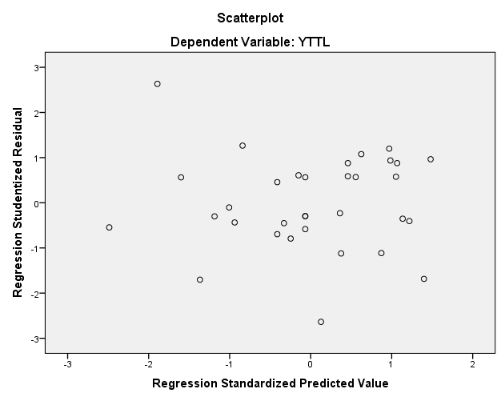 Scatterplot
Dependent Variable: YTTL
Regression Studentized Residual
3
2
1
0
-1
-2
-3
-3 -2 -1 0 1 2
Regression Standardized Predicted Value